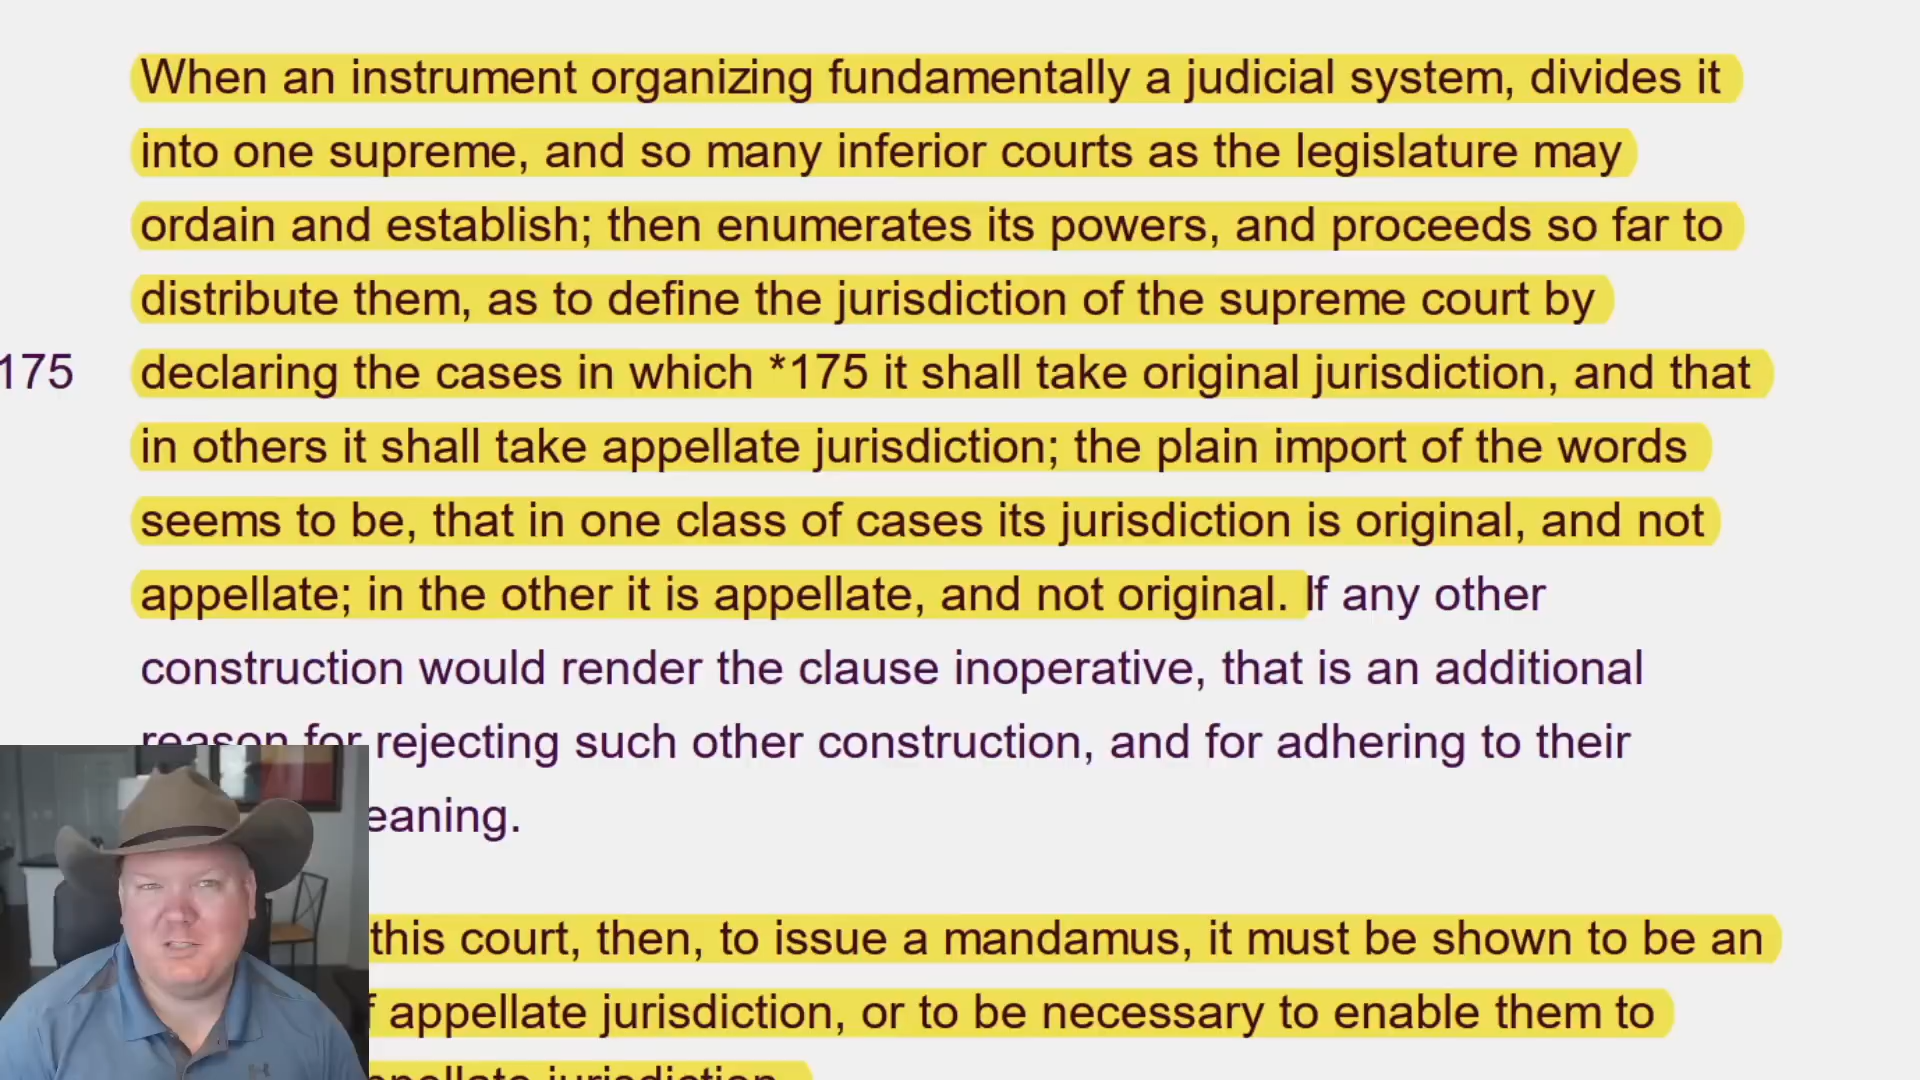 When an instrument organizing fundamentally a judicial system, divides it
into one supreme, and so many inferior courts as the legislature may
ordain and establish; then enumerates its powers, and proceeds so far to
distribute them, as to define the jurisdiction of the supreme court by
175 declaring the cases in which *175 it shall take original jurisdiction, and that
in others it shall take appellate jurisdiction; the plain import of the words
seems to be, that in one class of cases its jurisdiction is original, and not
appellate; in the other it is appellate, and not original. If any other
construction would render the clause inoperative, that is an additional
reason for rejecting such other construction, and for adhering to their
eaning.
this court, then, to issue a mandamus, it must be shown to be an
f appellate jurisdiction, or to be necessary to enable them to
appellate jurisdiction.